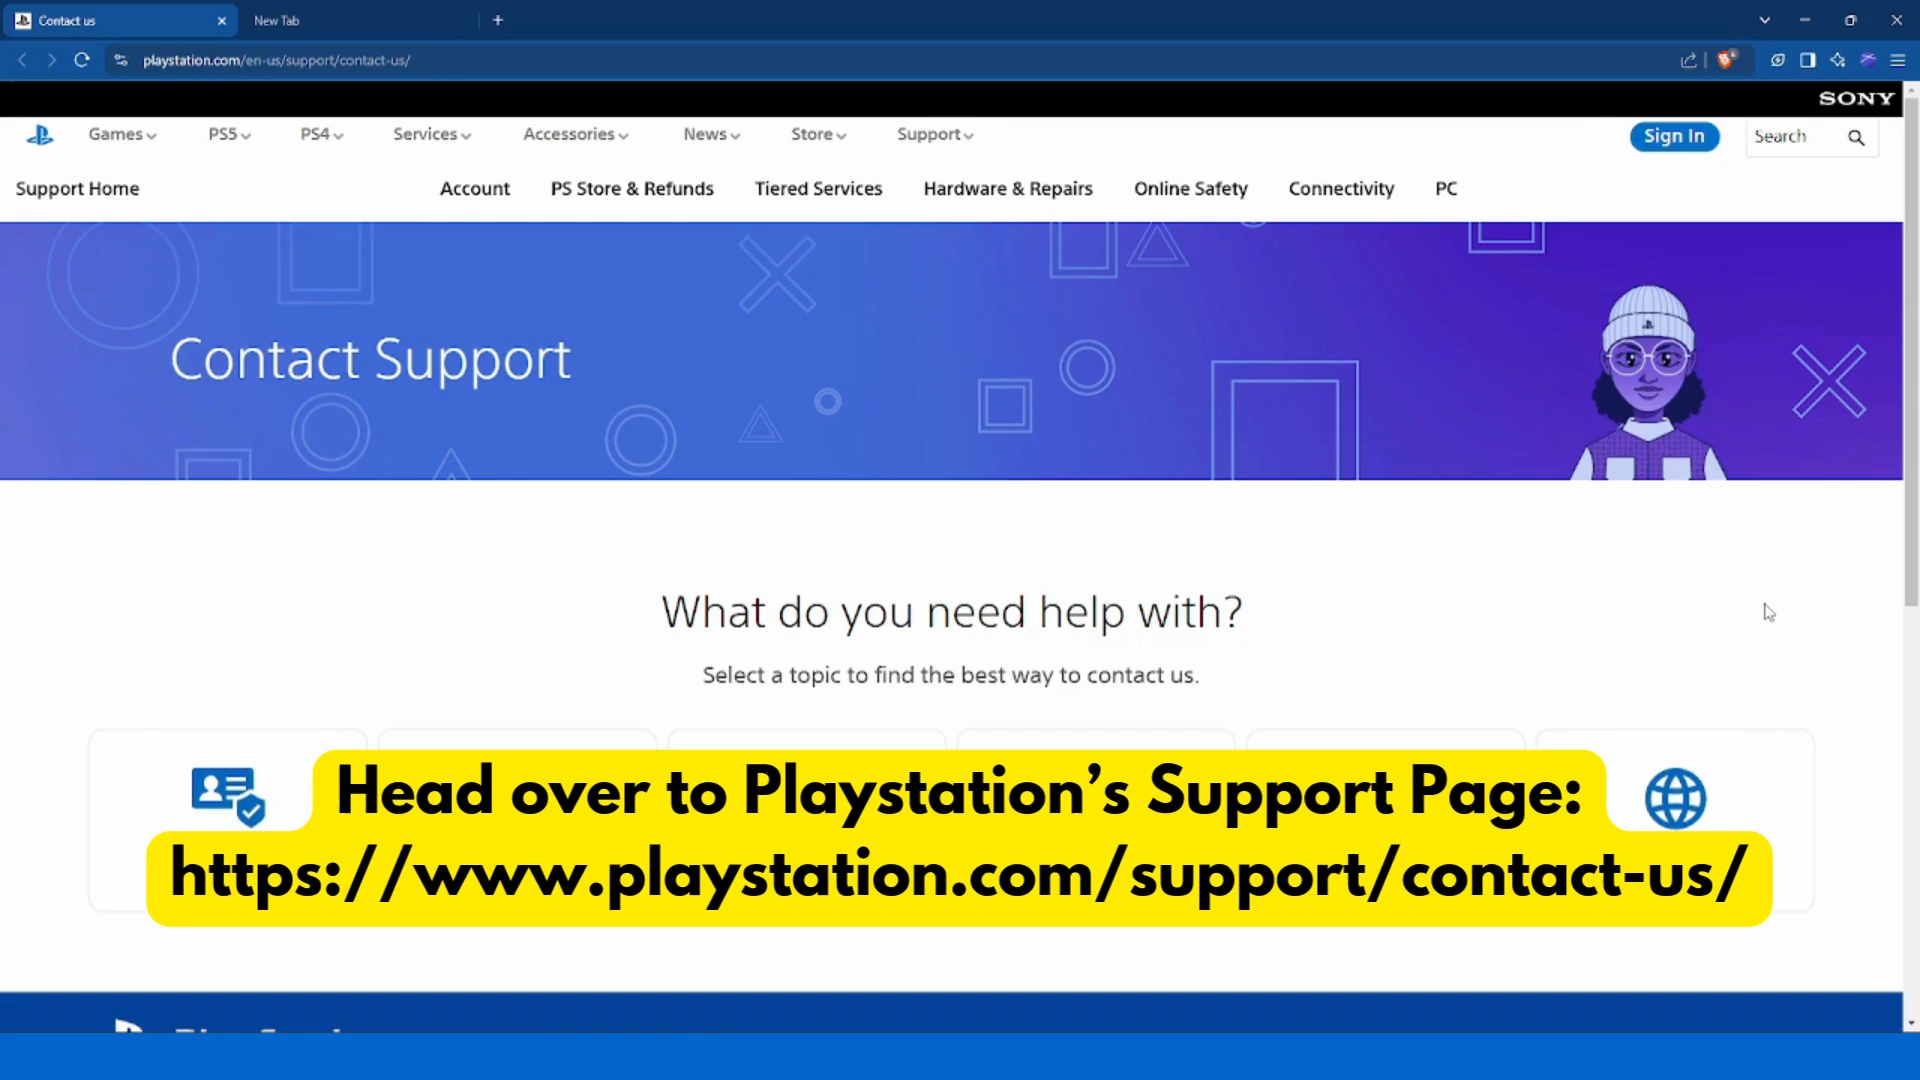 Contact us
New Tab
playstation.com/en-us/support/contact-us/
SONY
Games PS5 PS4 Services Accessories News Store Support Sign In Search
Support Home Account PS Store & Refunds Tiered Services Hardware & Repairs Online Safety Connectivity PC
Contact Support
What do you need help with?
Select a topic to find the best way to contact us.
Head over to Playstation’s Support Page:
https://www.playstation.com/support/contact-us/